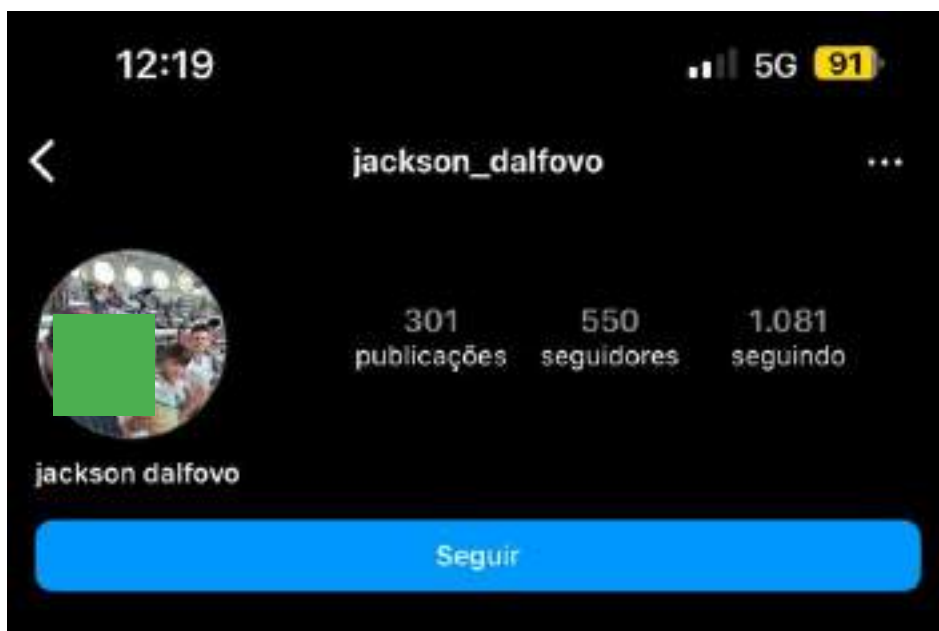 12:19 5G 91
jackson_dalfovo
301 550 1.081
publicações seguidores seguindo
jackson dalfovo
Seguir